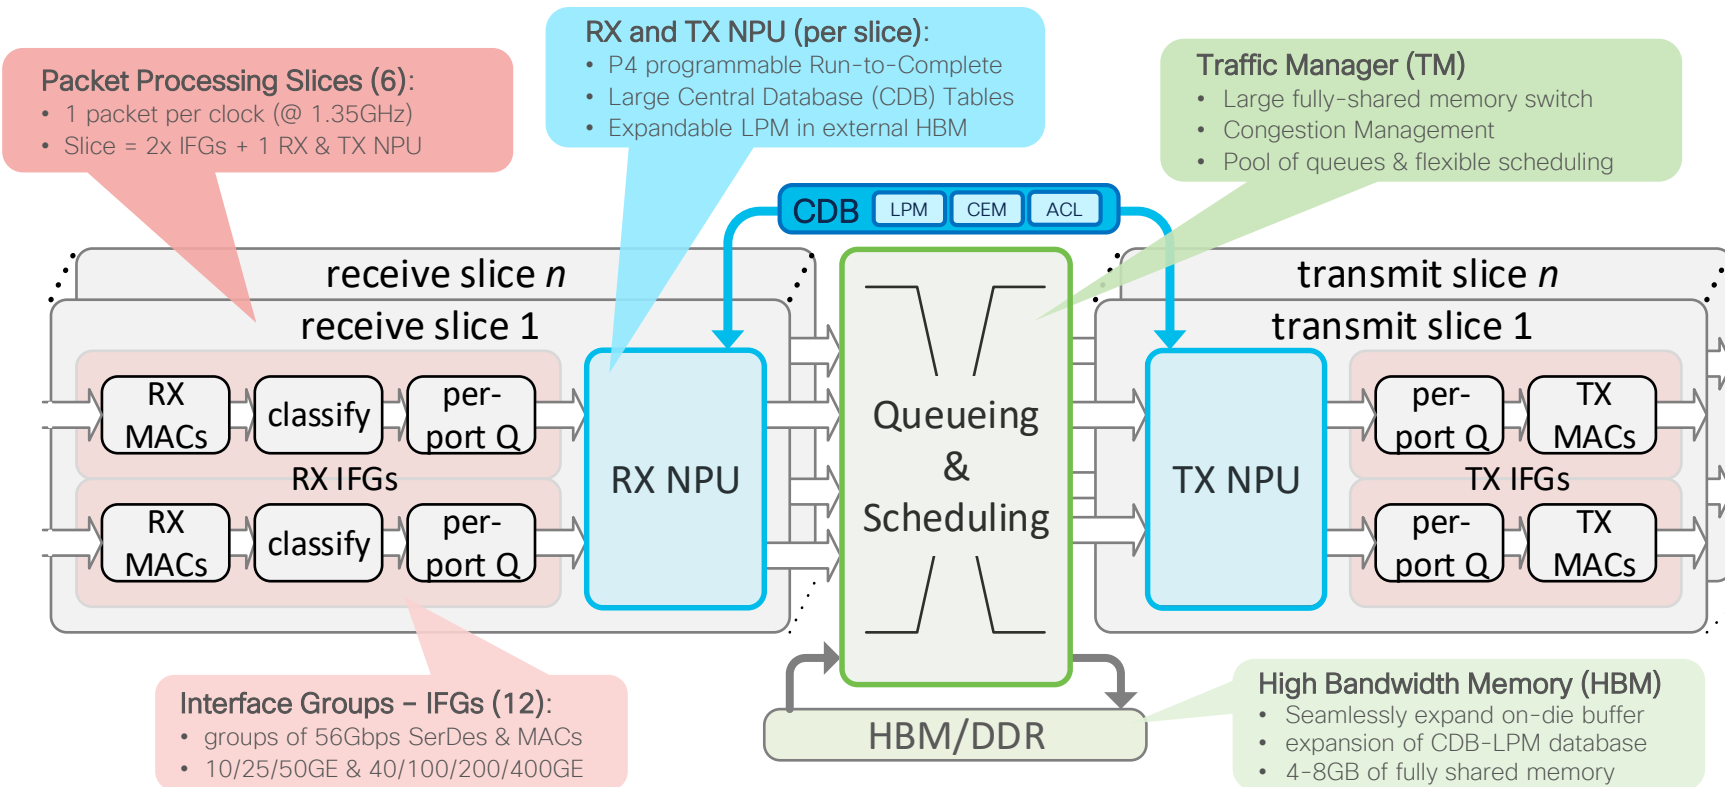 RX and TX NPU (per slice):
• P4 programmable Run-to-Complete
• Large Central Database (CDB) Tables
• Expandable LPM in external HBM
Packet Processing Slices (6):
• 1 packet per clock (@ 1.35GHz)
• Slice = 2x IFGs + 1 RX & TX NPU
Traffic Manager (TM)
• Large fully-shared memory switch
• Congestion Management
• Pool of queues & flexible scheduling
CDB LPM CEM ACL
receive slice n
receive slice 1
RX
MACs
classify
per-
port Q
RX IFGs
RX
MACs
classify
per-
port Q
RX NPU
Queueing
&
Scheduling
transmit slice n
transmit slice 1
TX NPU
per-
port Q
TX
MACs
TX IFGs
per-
port Q
TX
MACs
HBM/DDR
Interface Groups – IFGs (12):
• groups of 56Gbps SerDes & MACs
• 10/25/50GE & 40/100/200/400GE
High Bandwidth Memory (HBM)
• Seamlessly expand on-die buffer
• expansion of CDB-LPM database
• 4-8GB of fully shared memory